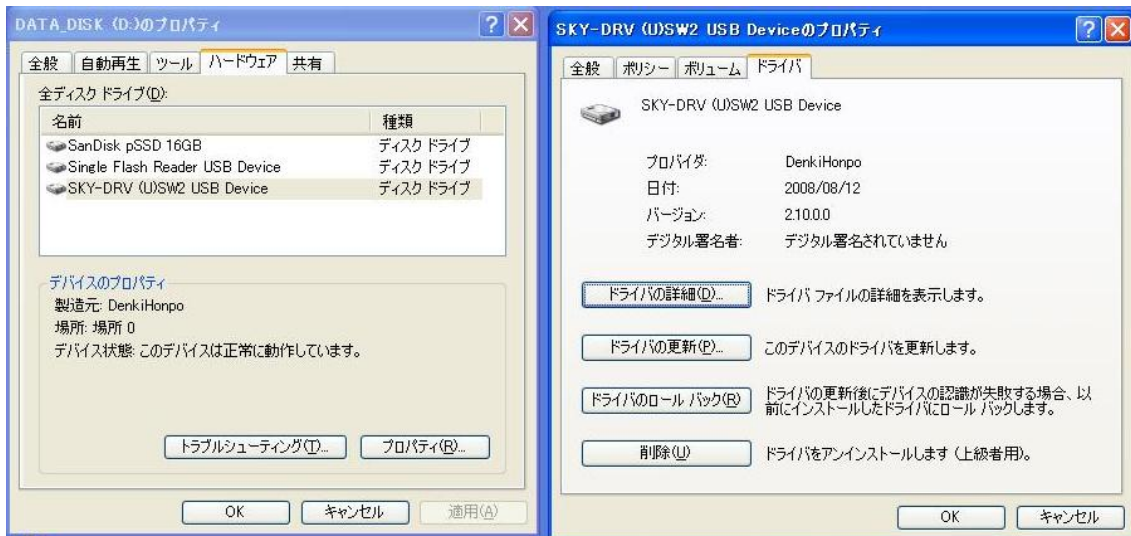 DATA_DISK (D:)のプロパティ
全般 自動再生 ツール ハードウェア 共有
全ディスク ドライブ(D):
名前 種類
SanDisk pSSD 16GB ディスク ドライブ
Single Flash Reader USB Device ディスク ドライブ
SKY-DRV (U)SW2 USB Device ディスク ドライブ
デバイスのプロパティ
製造元: DenkiHonpo
場所: 場所 0
デバイス状態: このデバイスは正常に動作しています。
トラブルシューティング(T)... プロパティ(R)...
OK キャンセル 適用(A)
SKY-DRV (U)SW2 USB Deviceのプロパティ
全般 ポリシー ボリューム ドライバ
SKY-DRV (U)SW2 USB Device
プロバイダ: DenkiHonpo
日付: 2008/08/12
バージョン: 2.10.0.0
デジタル署名者: デジタル署名されていません
ドライバの詳細(D)... ドライバ ファイルの詳細を表示します。
ドライバの更新(P)... このデバイスのドライバを更新します。
ドライバのロール バック(R) ドライバの更新後にデバイスの認識が失敗する場合、以
前にインストールしたドライバにロール バックします。
削除(U) ドライバをアンインストールします (上級者用)。
OK キャンセル